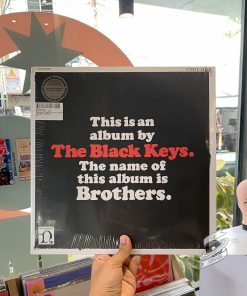 This is an
album by
The Black Keys.
The name of
this album is
Brothers.
n